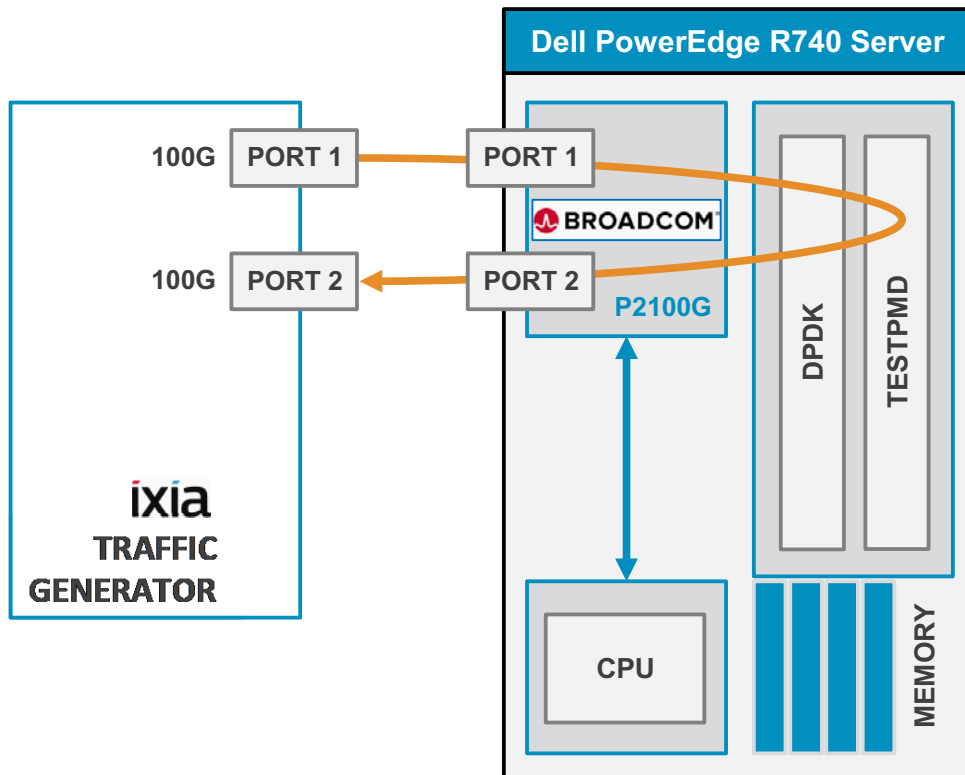 Dell PowerEdge R740 Server
100G
PORT 1
PORT 1
BROADCOM
100G
PORT 2
PORT 2
P2100G
DPDK
TESTPMD
ixia
TRAFFIC
GENERATOR
CPU
MEMORY